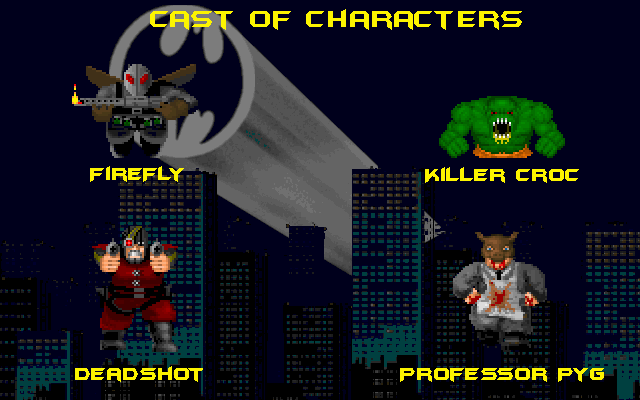 CAST OF CHARACTERS
FIREFLY
KILLER CROC
DEADSHOT
PROFESSOR PYG